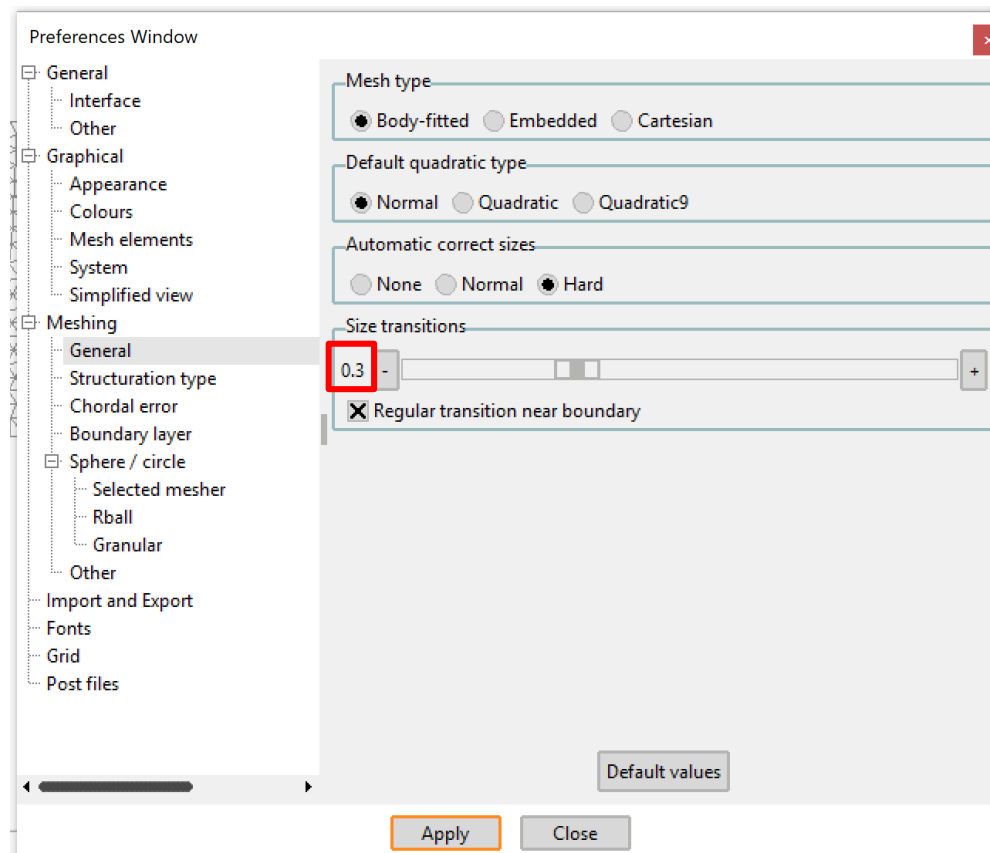 Preferences Window
General
Interface
Other
Graphical
Appearance
Colours
Mesh elements
System
Simplified view
Meshing
General
Structuration type
Chordal error
Boundary layer
Sphere / circle
Selected mesher
Rball
Granular
Other
Import and Export
Fonts
Grid
Post files
Mesh type
Body-fitted Embedded Cartesian
Default quadratic type
Normal Quadratic Quadratic9
Automatic correct sizes
None Normal Hard
Size transitions
0.3 - +
Regular transition near boundary
Default values
Apply Close